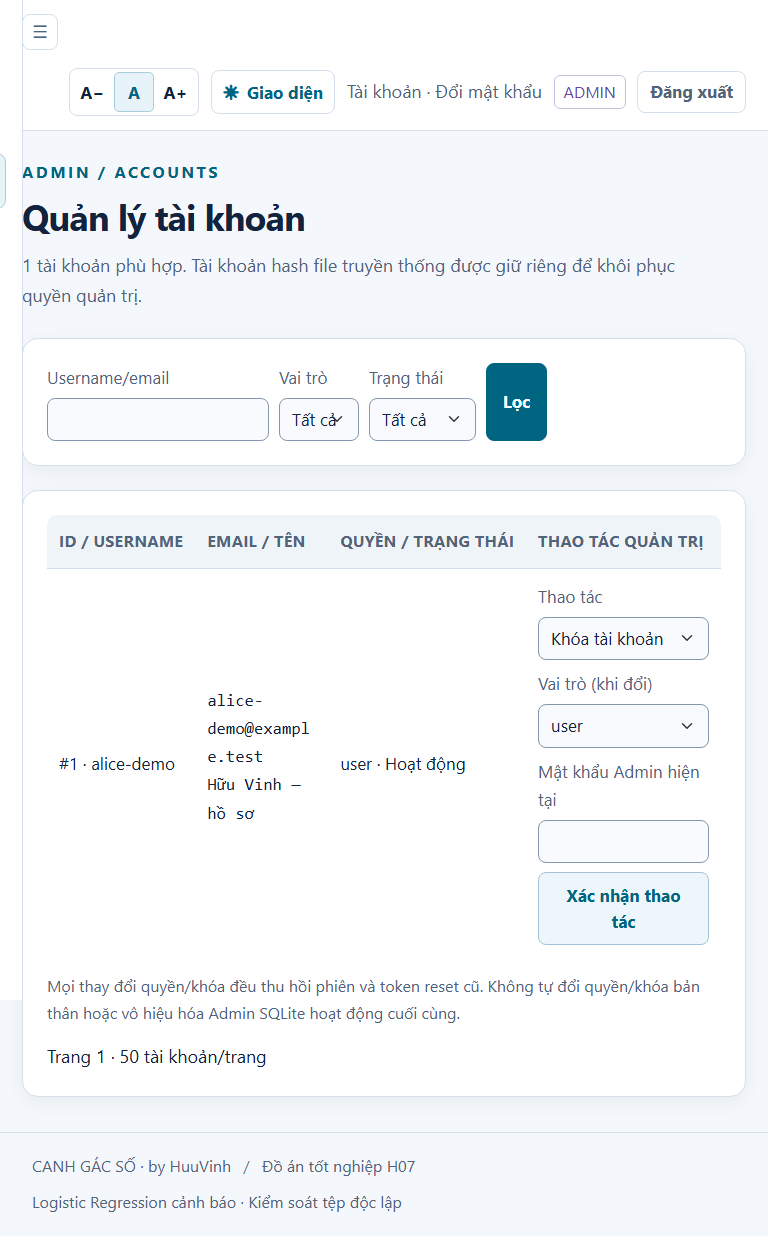 ☰
A− A A+ Giao diện Tài khoản · Đổi mật khẩu ADMIN Đăng xuất
ADMIN / ACCOUNTS
Quản lý tài khoản
1 tài khoản phù hợp. Tài khoản hash file truyền thống được giữ riêng để khôi phục
quyền quản trị.
Username/email Vai trò Trạng thái
Tất cả Tất cả Lọc
ID / USERNAME EMAIL / TÊN QUYỀN / TRẠNG THÁI THAO TÁC QUẢN TRỊ
#1 · alice-demo
alice-
demo@exampl
e.test
Hữu Vinh —
hồ sơ
user · Hoạt động
Thao tác
Khóa tài khoản
Vai trò (khi đổi)
user
Mật khẩu Admin hiện
tại
Xác nhận thao
tác
Mọi thay đổi quyền/khóa đều thu hồi phiên và token reset cũ. Không tự đổi quyền/khóa bản
thân hoặc vô hiệu hóa Admin SQLite hoạt động cuối cùng.
Trang 1 · 50 tài khoản/trang
CANH GÁC SỐ · by HuuVinh / Đồ án tốt nghiệp H07
Logistic Regression cảnh báo · Kiểm soát tệp độc lập